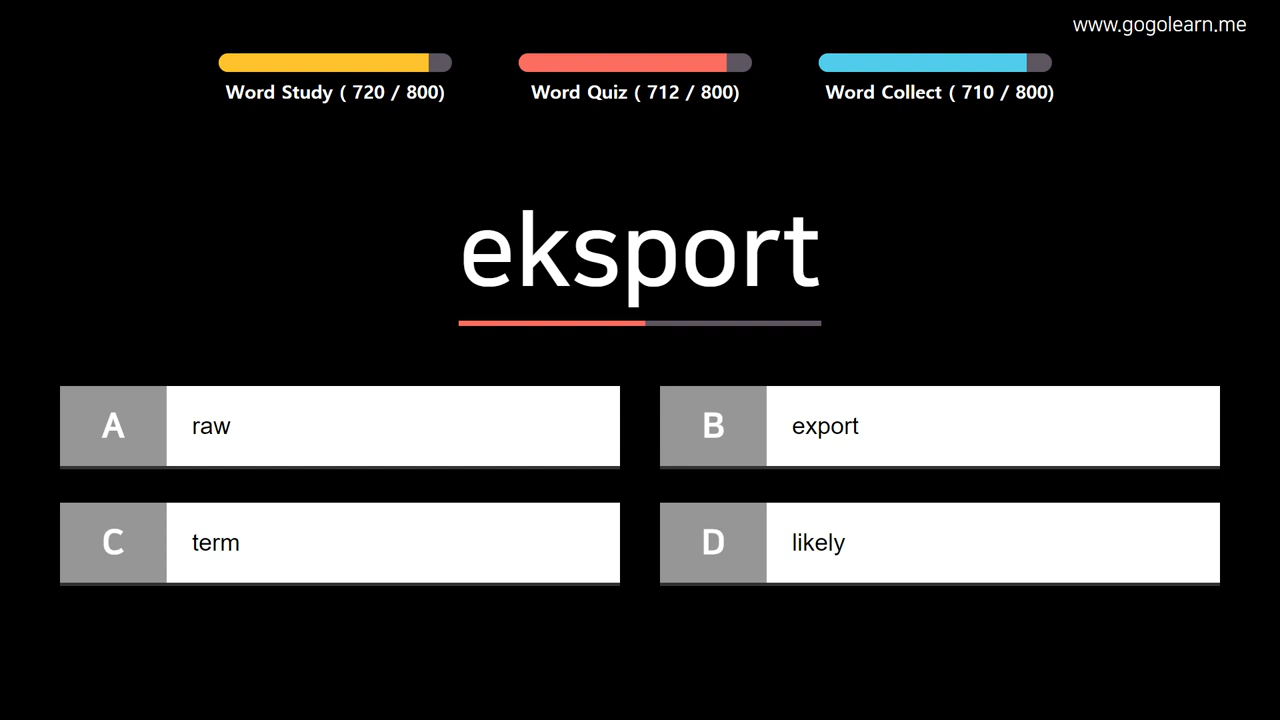 www.gogolearn.me
Word Study ( 720 / 800)
Word Quiz ( 712 / 800)
Word Collect ( 710 / 800)
eksport
A raw
B export
C term
D likely